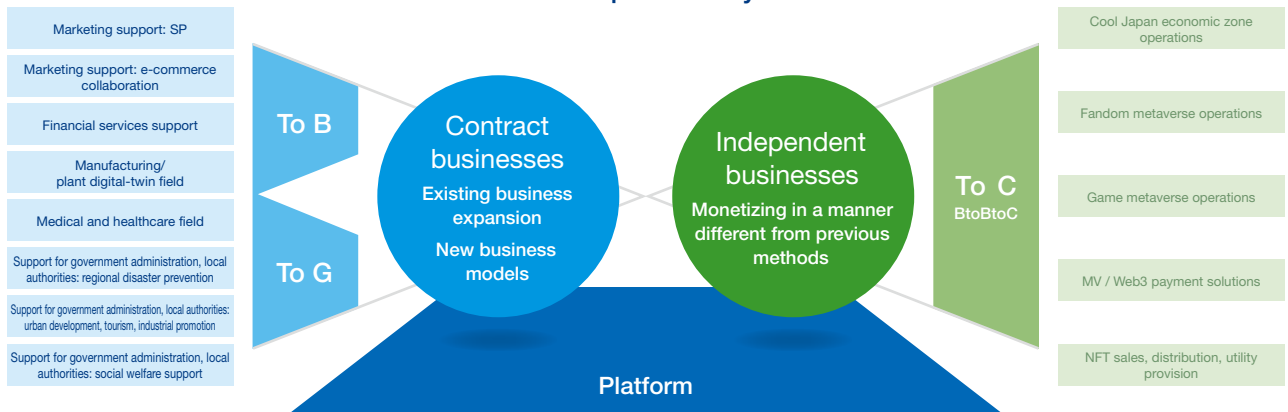 Marketing support: SP
Marketing support: e-commerce
collaboration
Financial services support
Manufacturing/
plant digital-twin field
Medical and healthcare field
Support for government administration, local
authorities: regional disaster prevention
Support for government administration, local authorities:
urban development, tourism, industrial promotion
Support for government administration, local
authorities: social welfare support
To B
To G
Contract
businesses
Existing business
expansion
New business
models
Independent
businesses
Monetizing in a manner
different from previous
methods
Platform
To C
BtoBtoC
Cool Japan economic zone
operations
Fandom metaverse operations
Game metaverse operations
MV / Web3 payment solutions
NFT sales, distribution, utility
provision